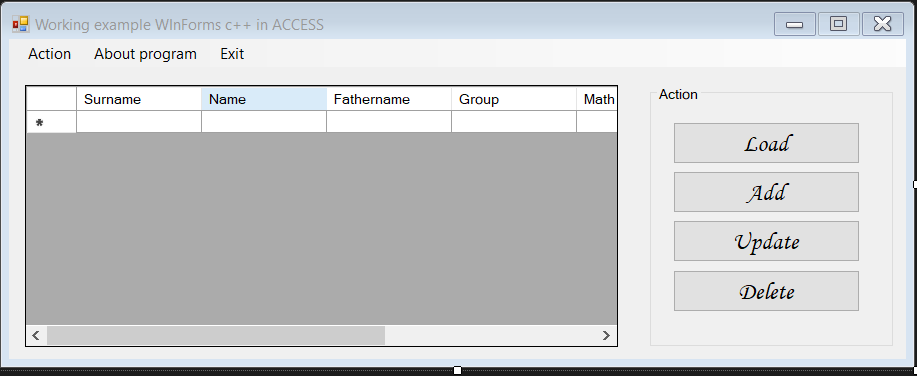 Working example WInForms c++ in ACCESS
Action About program Exit
Surname Name Fathername Group Math
*
Action
Load
Add
Update
Delete